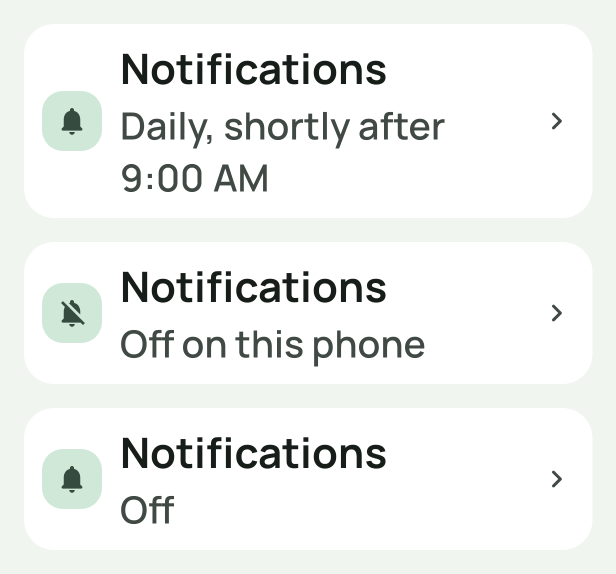 Notifications
Daily, shortly after
9:00 AM
Notifications
Off on this phone
Notifications
Off